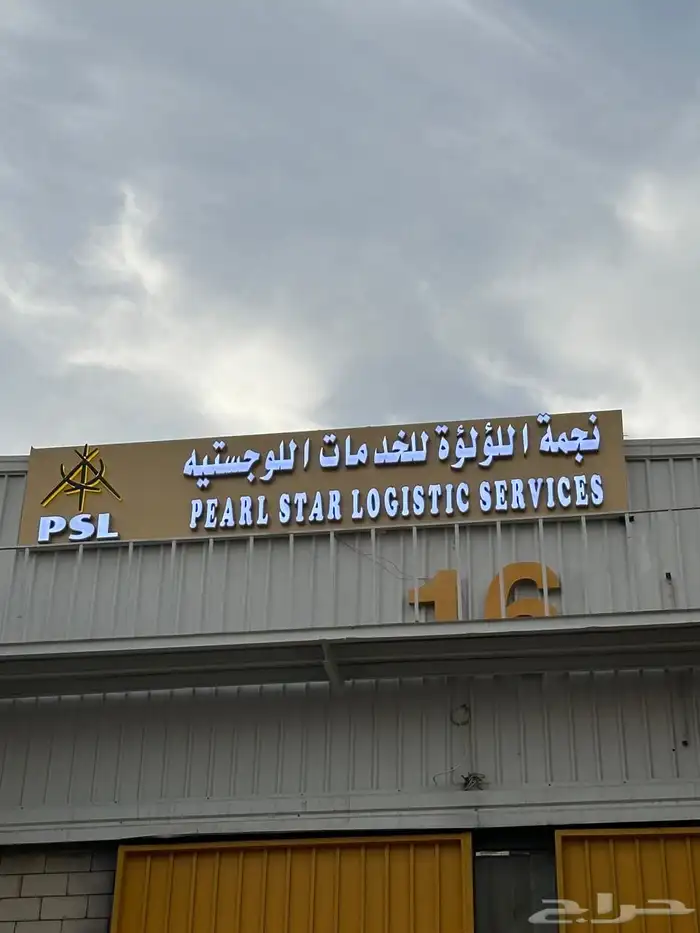 نجمة اللؤلؤة للخدمات اللوجستيه
PEARL STAR LOGISTIC SERVICES
PSL
16
حراج